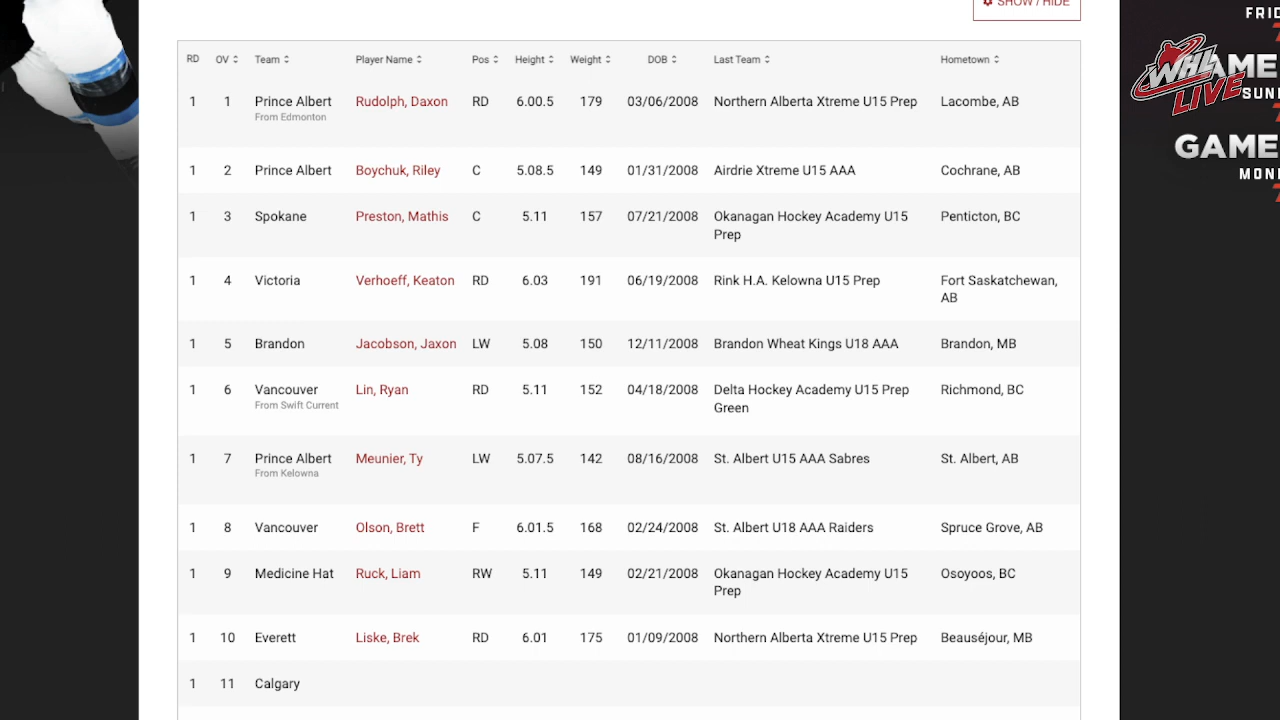 SHOW / HIDE
RD OV Team Player Name Pos Height Weight DOB Last Team Hometown
1 1 Prince Albert Rudolph, Daxon RD 6.00.5 179 03/06/2008 Northern Alberta Xtreme U15 Prep Lacombe, AB
From Edmonton
1 2 Prince Albert Boychuk, Riley C 5.08.5 149 01/31/2008 Airdrie Xtreme U15 AAA Cochrane, AB
1 3 Spokane Preston, Mathis C 5.11 157 07/21/2008 Okanagan Hockey Academy U15 Penticton, BC
Prep
1 4 Victoria Verhoeff, Keaton RD 6.03 191 06/19/2008 Rink H.A. Kelowna U15 Prep Fort Saskatchewan,
AB
1 5 Brandon Jacobson, Jaxon LW 5.08 150 12/11/2008 Brandon Wheat Kings U18 AAA Brandon, MB
1 6 Vancouver Lin, Ryan RD 5.11 152 04/18/2008 Delta Hockey Academy U15 Prep Richmond, BC
From Swift Current Green
1 7 Prince Albert Meunier, Ty LW 5.07.5 142 08/16/2008 St. Albert U15 AAA Sabres St. Albert, AB
From Kelowna
1 8 Vancouver Olson, Brett F 6.01.5 168 02/24/2008 St. Albert U18 AAA Raiders Spruce Grove, AB
1 9 Medicine Hat Ruck, Liam RW 5.11 149 02/21/2008 Okanagan Hockey Academy U15 Osoyoos, BC
Prep
1 10 Everett Liske, Brek RD 6.01 175 01/09/2008 Northern Alberta Xtreme U15 Prep Beauséjour, MB
1 11 Calgary
FRID
WHL AME
LIVE SUN
GAME
MON